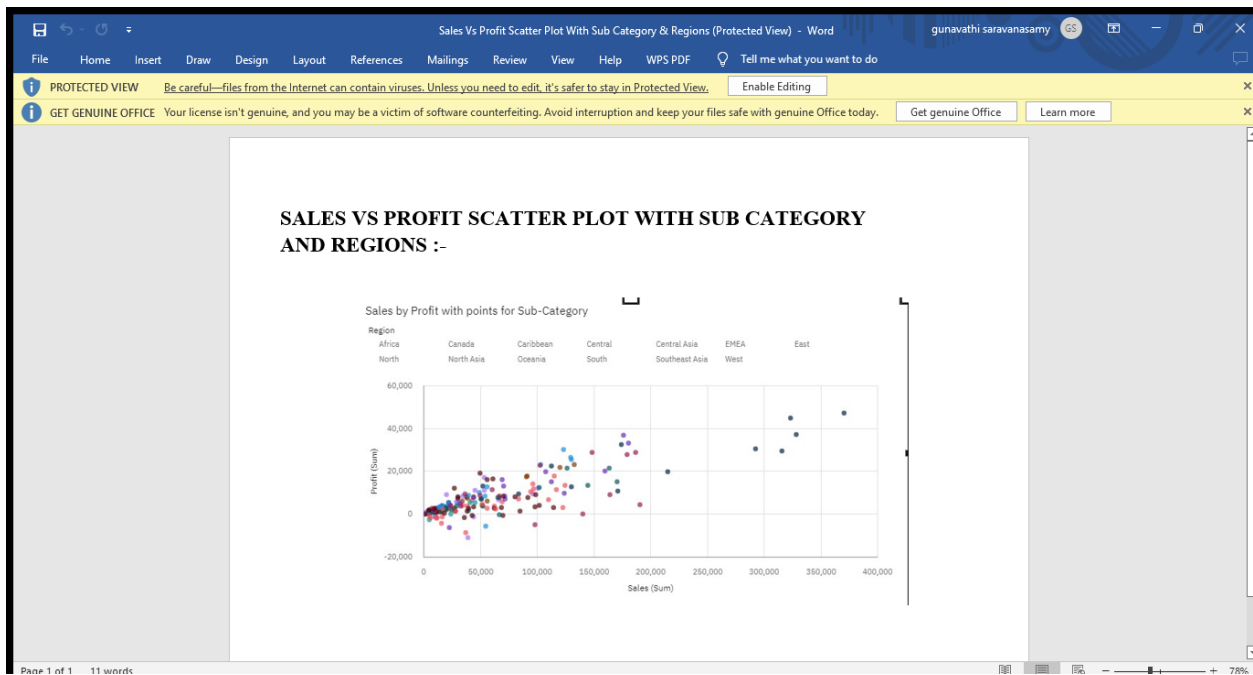 Sales Vs Profit Scatter Plot With Sub Category & Regions (Protected View) - Word
gunavathi saravanasamy GS
File Home Insert Draw Design Layout References Mailings Review View Help WPS PDF Tell me what you want to do
PROTECTED VIEW Be careful—files from the Internet can contain viruses. Unless you need to edit, it's safer to stay in Protected View. Enable Editing
GET GENUINE OFFICE Your license isn't genuine, and you may be a victim of software counterfeiting. Avoid interruption and keep your files safe with genuine Office today. Get genuine Office Learn more
SALES VS PROFIT SCATTER PLOT WITH SUB CATEGORY
AND REGIONS :-
Sales by Profit with points for Sub-Category
Region
Africa Canada Caribbean Central Central Asia EMEA East
North North Asia Oceania South Southeast Asia West
60,000
40,000
20,000
0
-20,000
Profit (Sum)
0 50,000 100,000 150,000 200,000 250,000 300,000 350,000 400,000
Sales (Sum)
Page 1 of 1 11 words 78%